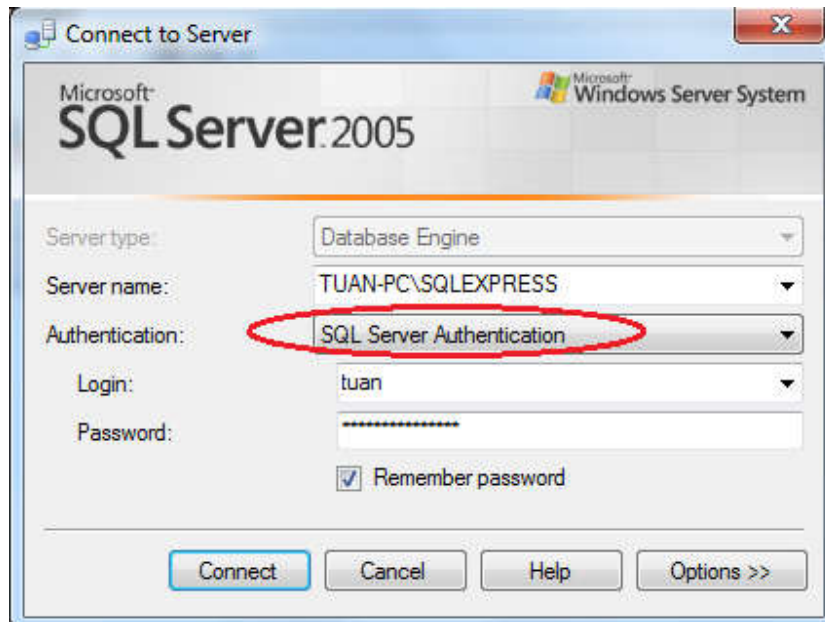 Connect to Server
Microsoft
SQL Server 2005
Microsoft
Windows Server System
Server type: Database Engine
Server name: TUAN-PC\SQLEXPRESS
Authentication: SQL Server Authentication
Login: tuan
Password: ***************
Remember password
Connect Cancel Help Options >>